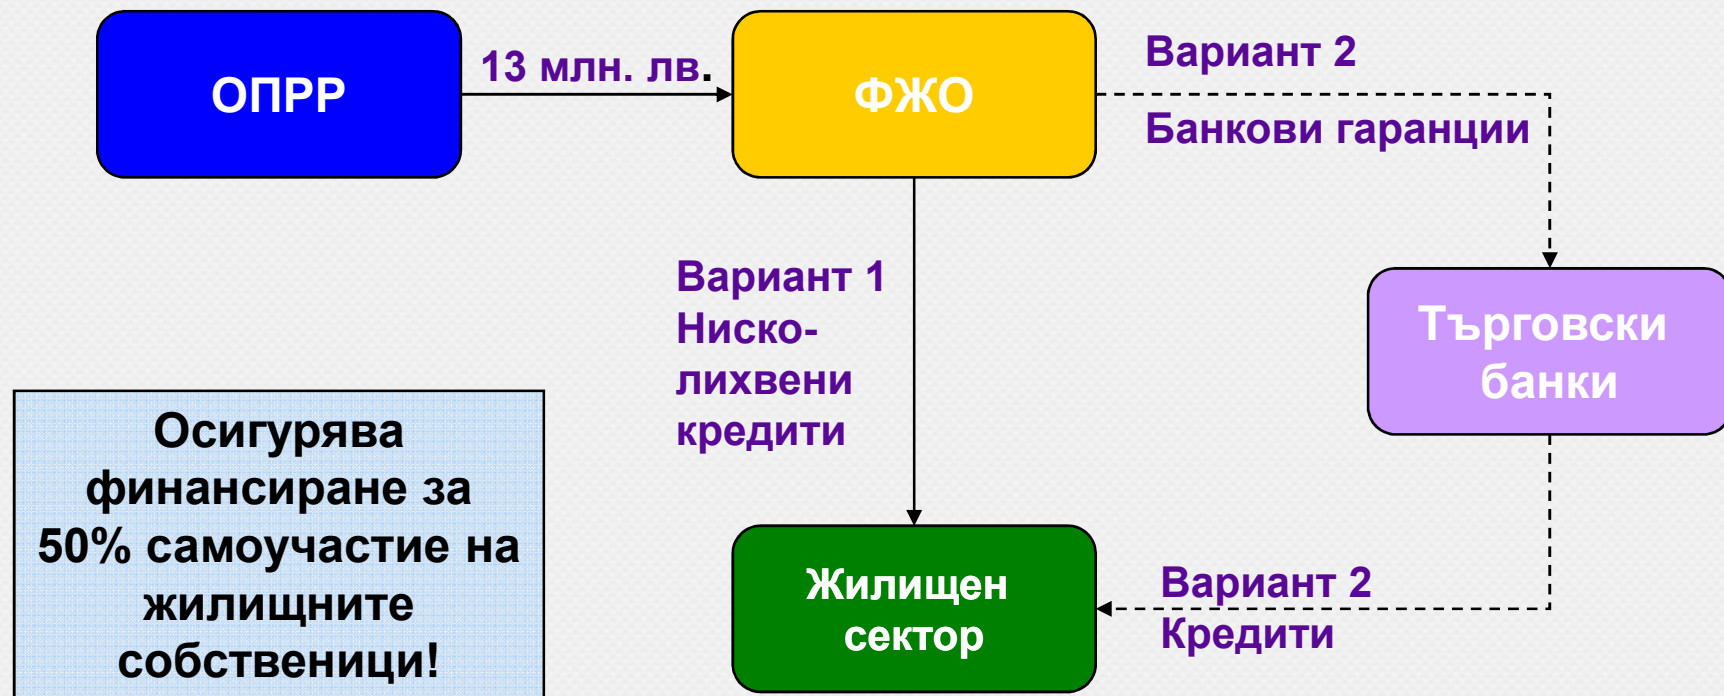 ОПРР
13 млн. лв.
ФЖО
Вариант 2
Банкови гаранции
Вариант 1
Ниско-
лихвени
кредити
Търговски
банки
Осигурява
финансиране за
50% самоучастие на
жилищните
собственици!
Жилищен
сектор
Вариант 2
Кредити